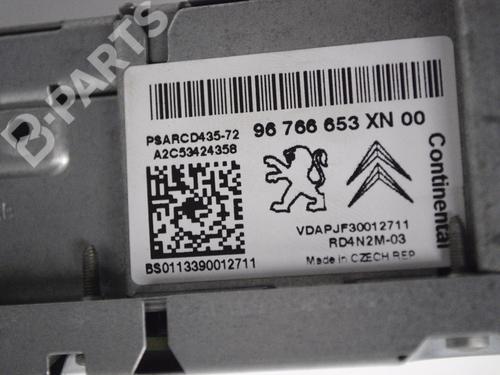 B-PARTS
PSARCD435-72
A2C53424358
96 766 653 XN 00
Continental
VDAPJF30012711
RD4N2M-03
BS0113390012711
Made in CZECH REP